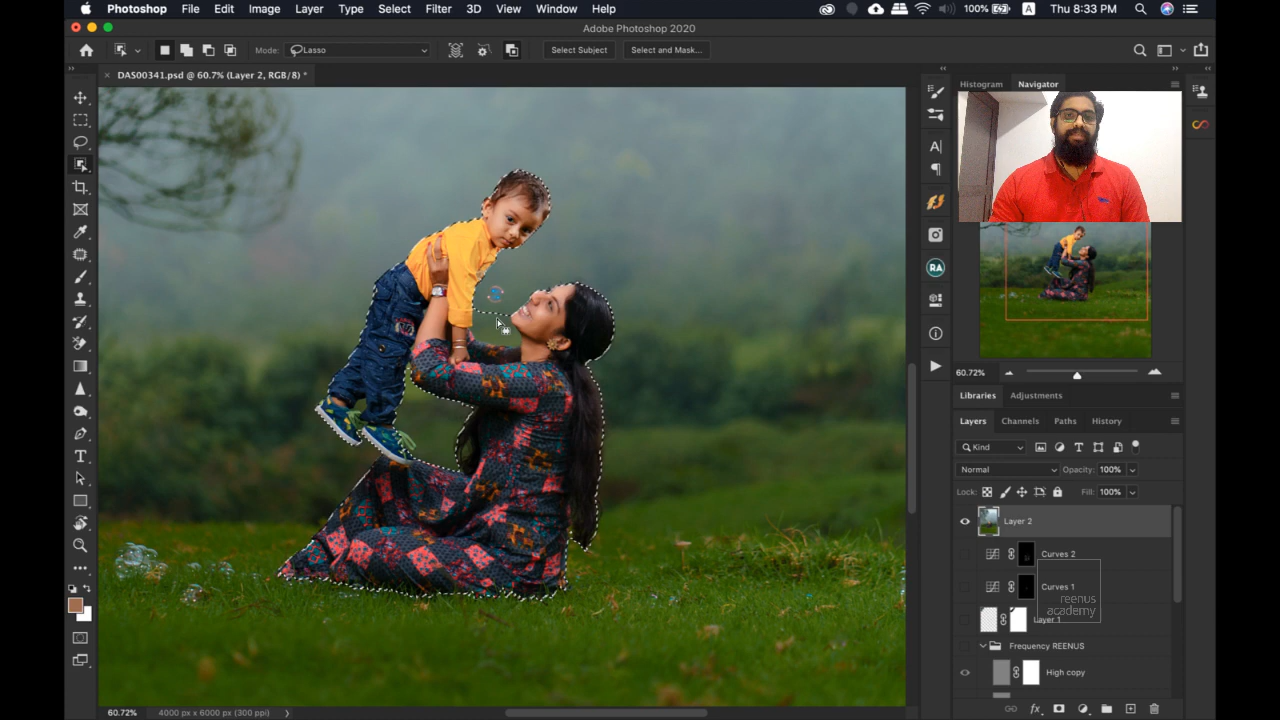 Photoshop File Edit Image Layer Type Select Filter 3D View Window Help 100% A Thu 8:33 PM
Adobe Photoshop 2020
Mode: Lasso Select Subject Select and Mask...
× DAS00341.psd @ 60.7% (Layer 2, RGB/8) *
Histogram Navigator
A|
RA
60.72%
Libraries Adjustments
Layers Channels Paths History
Kind
Normal Opacity: 100%
Lock: Fill: 100%
Layer 2
Curves 2
Curves 1
reenus
academy
Layer 1
Frequency REENUS
High copy
60.72% 4000 px x 6000 px (300 ppi)
fx